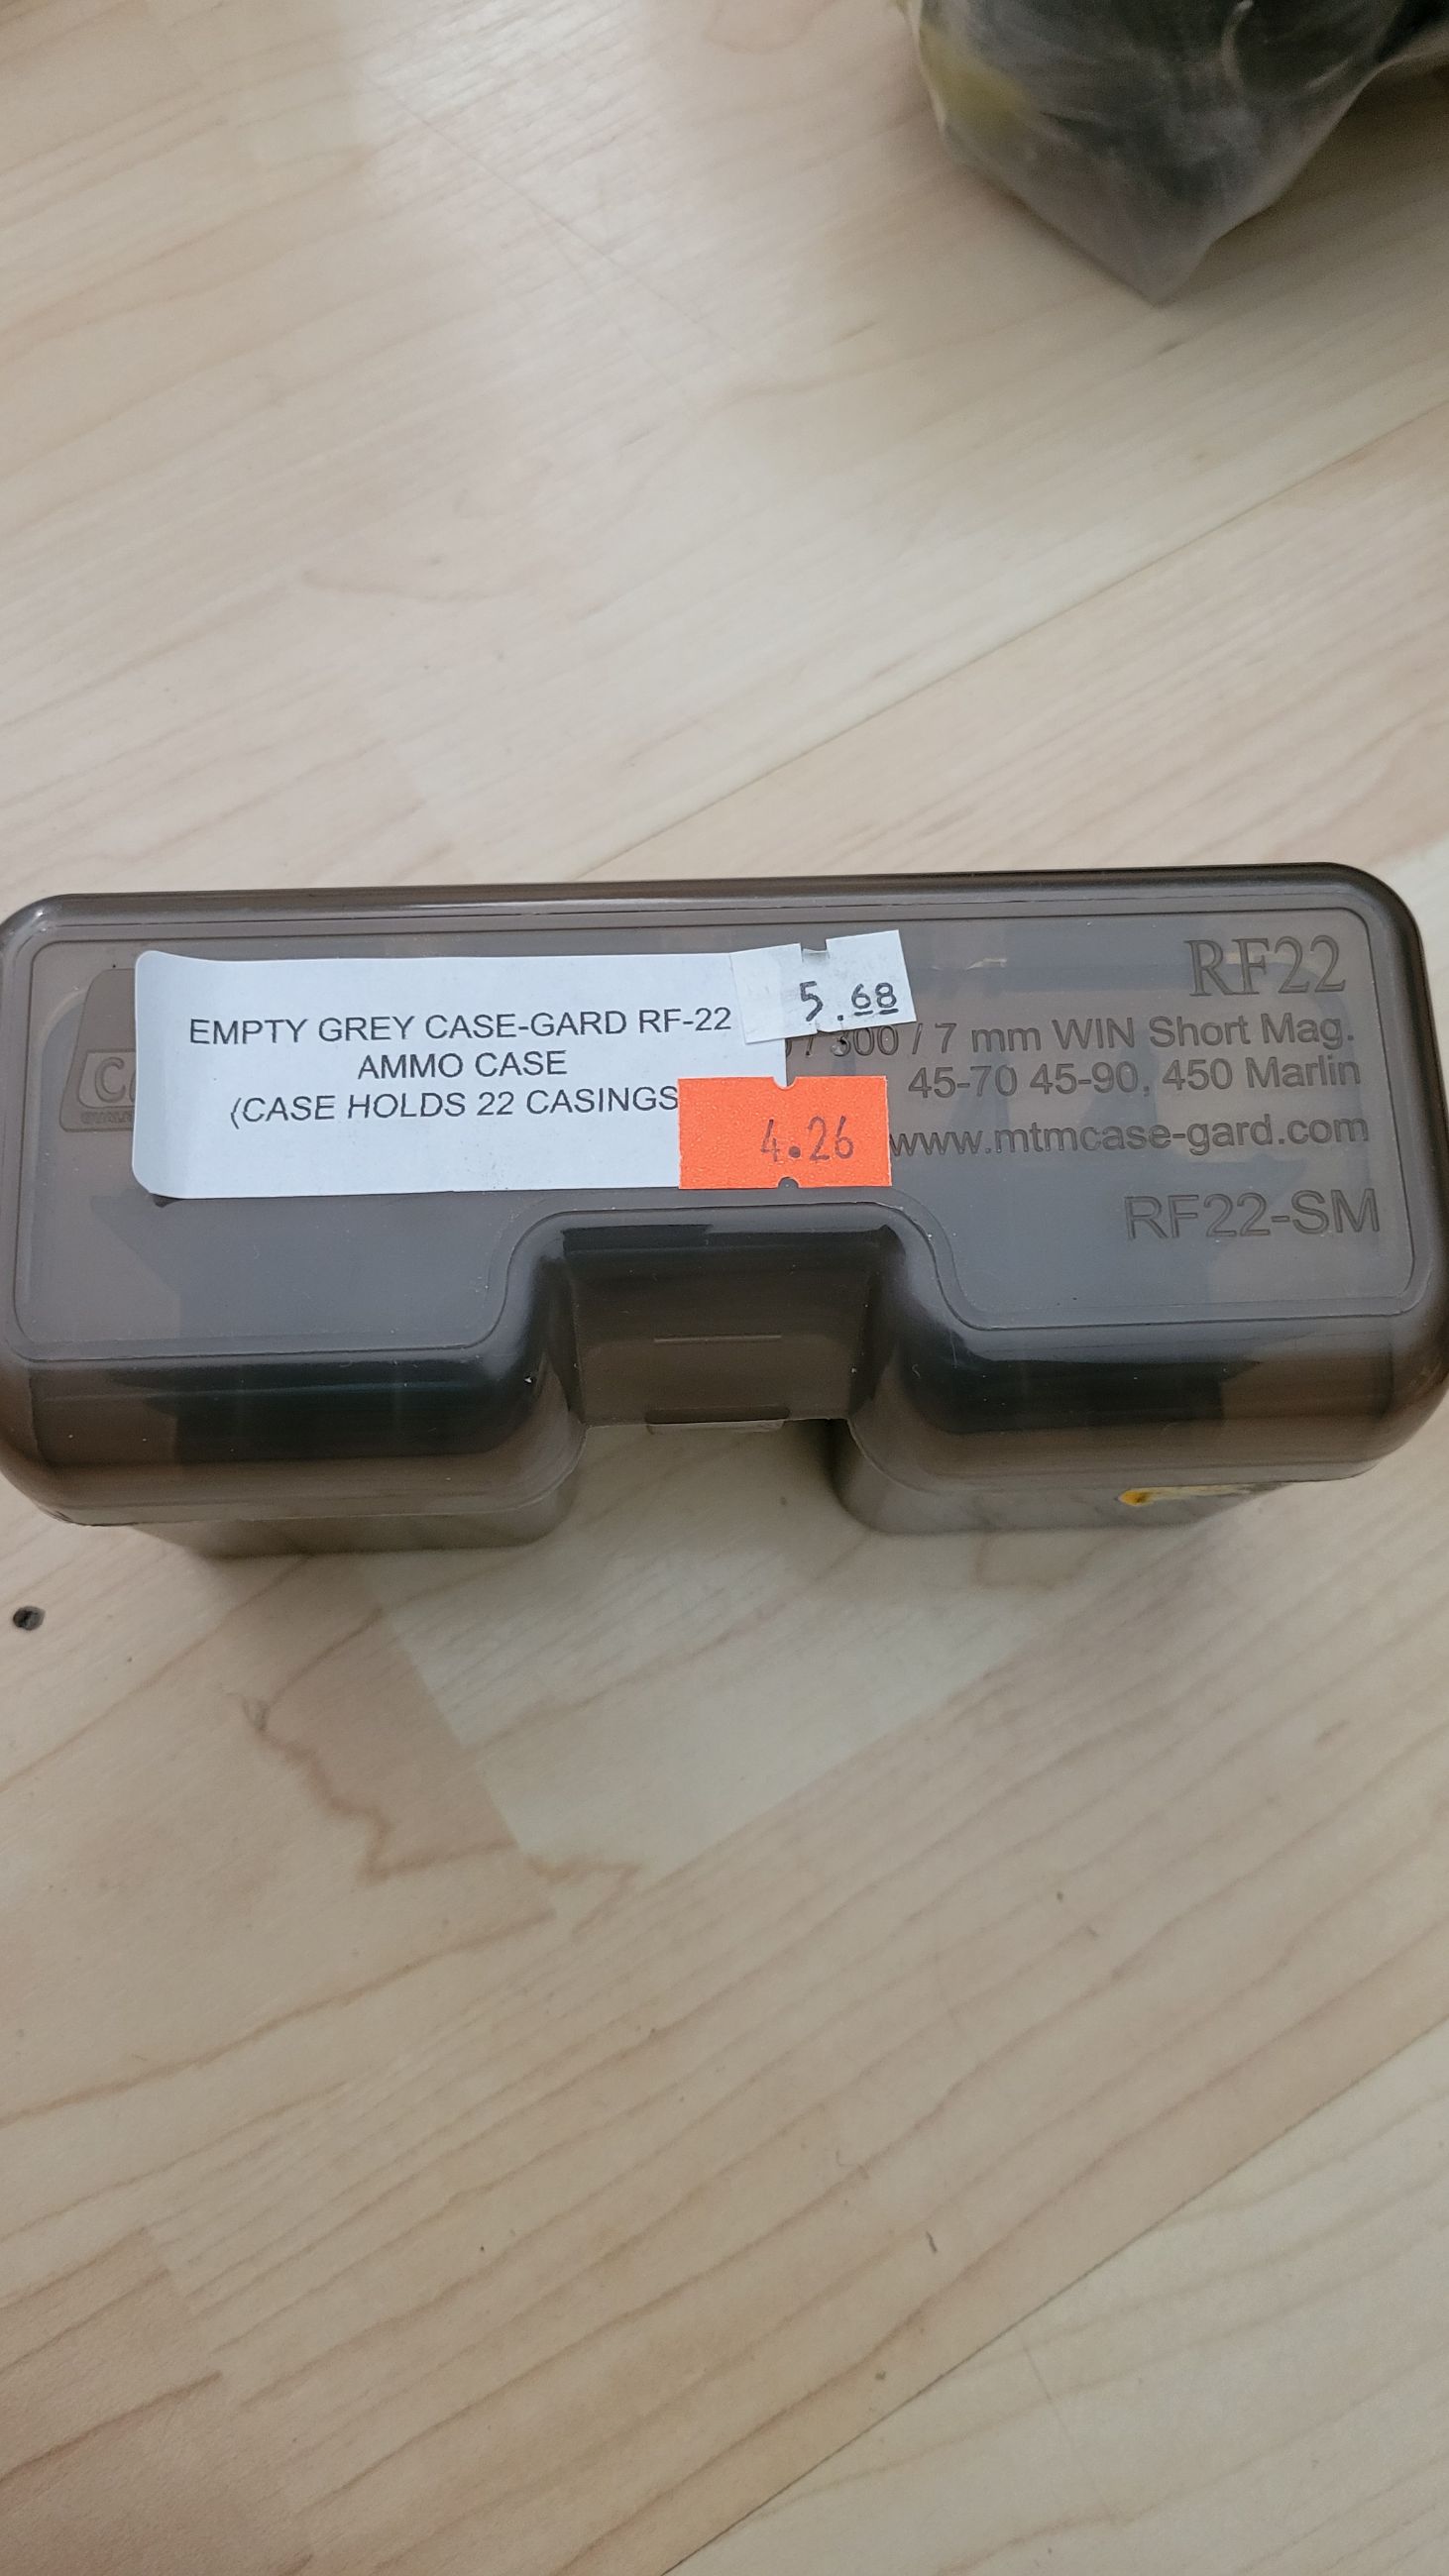 EMPTY GREY CASE-GARD RF-22
AMMO CASE
(CASE HOLDS 22 CASINGS
5.68
4.26
RF22
/ 300 / 7 mm WIN Short Mag.
45-70 45-90, 450 Marlin
www.mtmcase-gard.com
RF22-SM